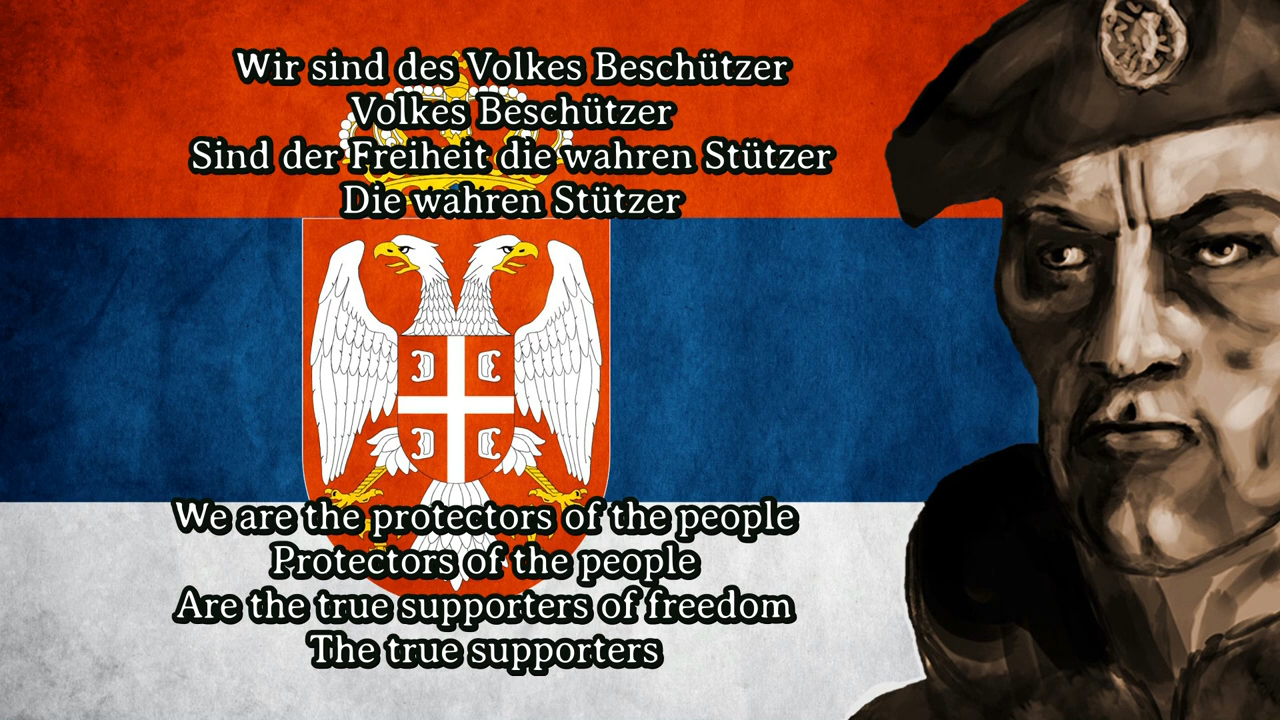 Wir sind des Volkes Beschützer
Volkes Beschützer
Sind der Freiheit die wahren Stützer
Die wahren Stützer
We are the protectors of the people
Protectors of the people
Are the true supporters of freedom
The true supporters